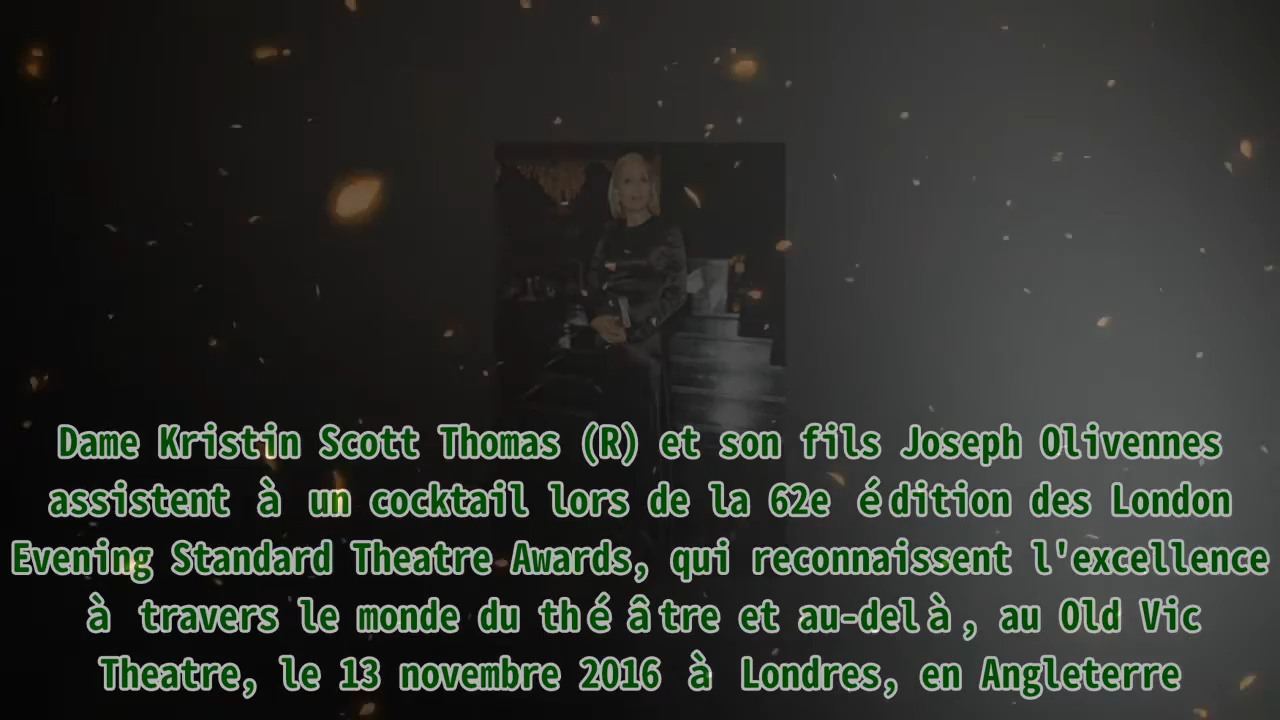 Dame Kristin Scott Thomas (R) et son fils Joseph Olivennes
assistent à un cocktail lors de la 62e édition des London
Evening Standard Theatre Awards, qui reconnaissent l'excellence
à travers le monde du théâtre et au-delà, au Old Vic
Theatre, le 13 novembre 2016 à Londres, en Angleterre